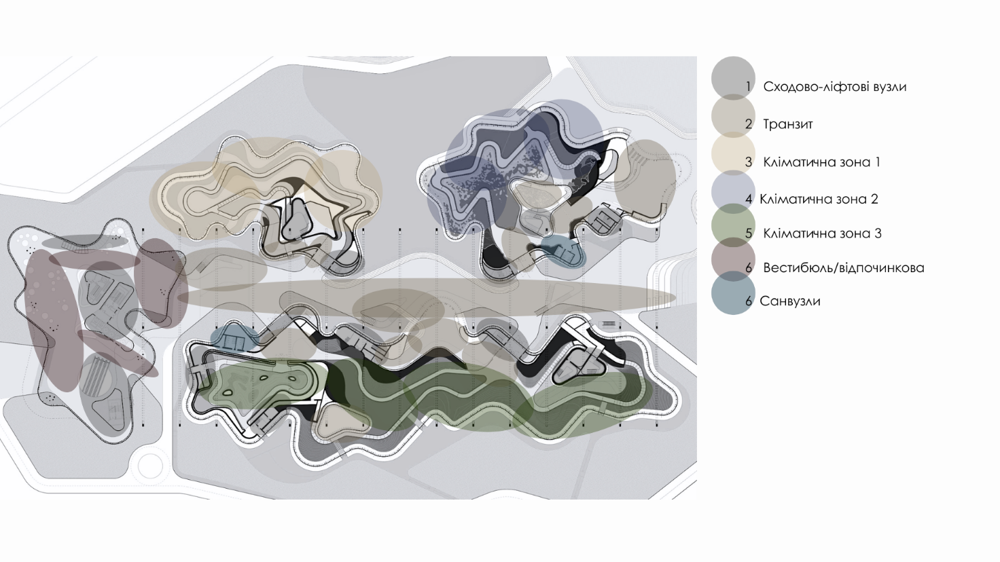 1 Сходово-ліфтові вузли
2 Транзит
3 Кліматична зона 1
4 Кліматична зона 2
5 Кліматична зона 3
6 Вестибюль/відпочинкова
6 Санвузли